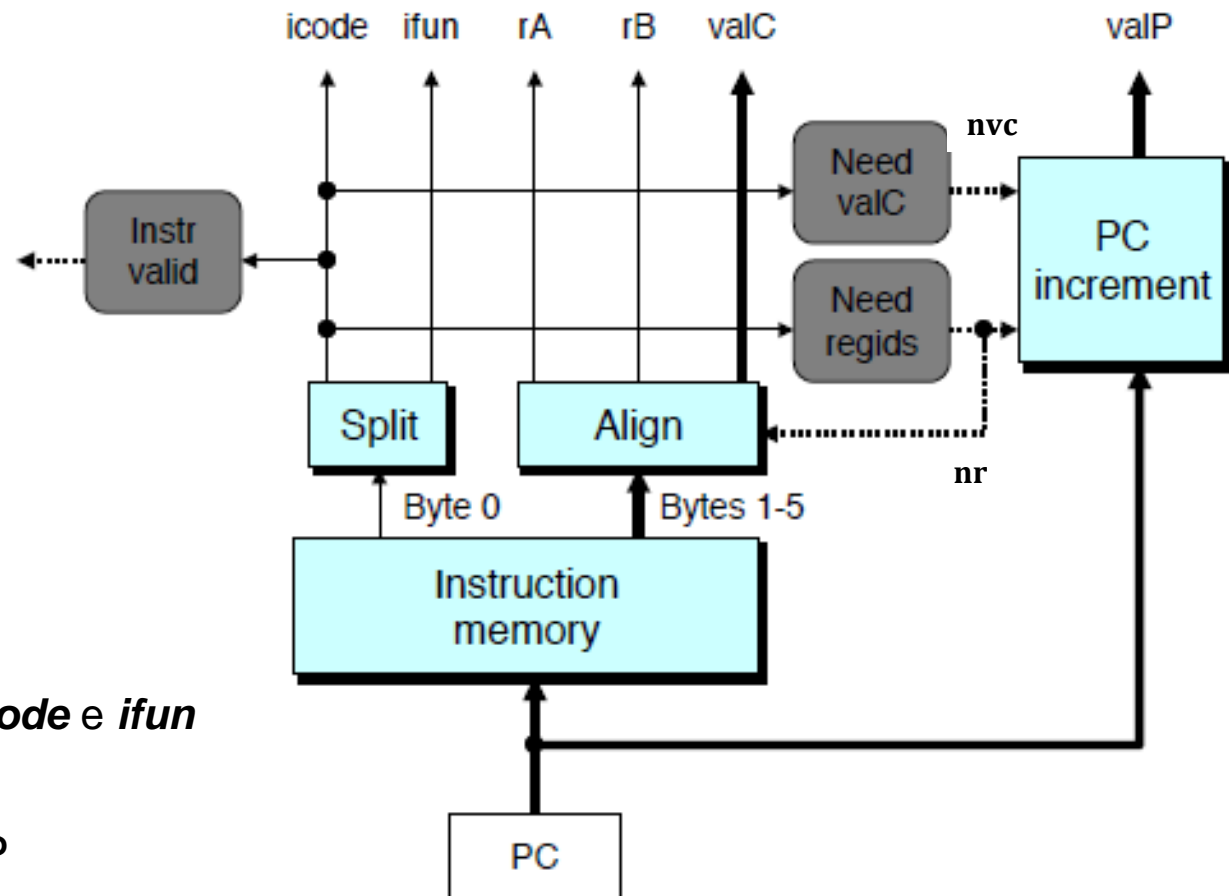 icode ifun rA rB valC valP
nvc
Need
valC
Instr
valid
PC
increment
Need
regids
Split
Align
nr
Byte 0
Bytes 1-5
Instruction
memory
ode e ifun
PC